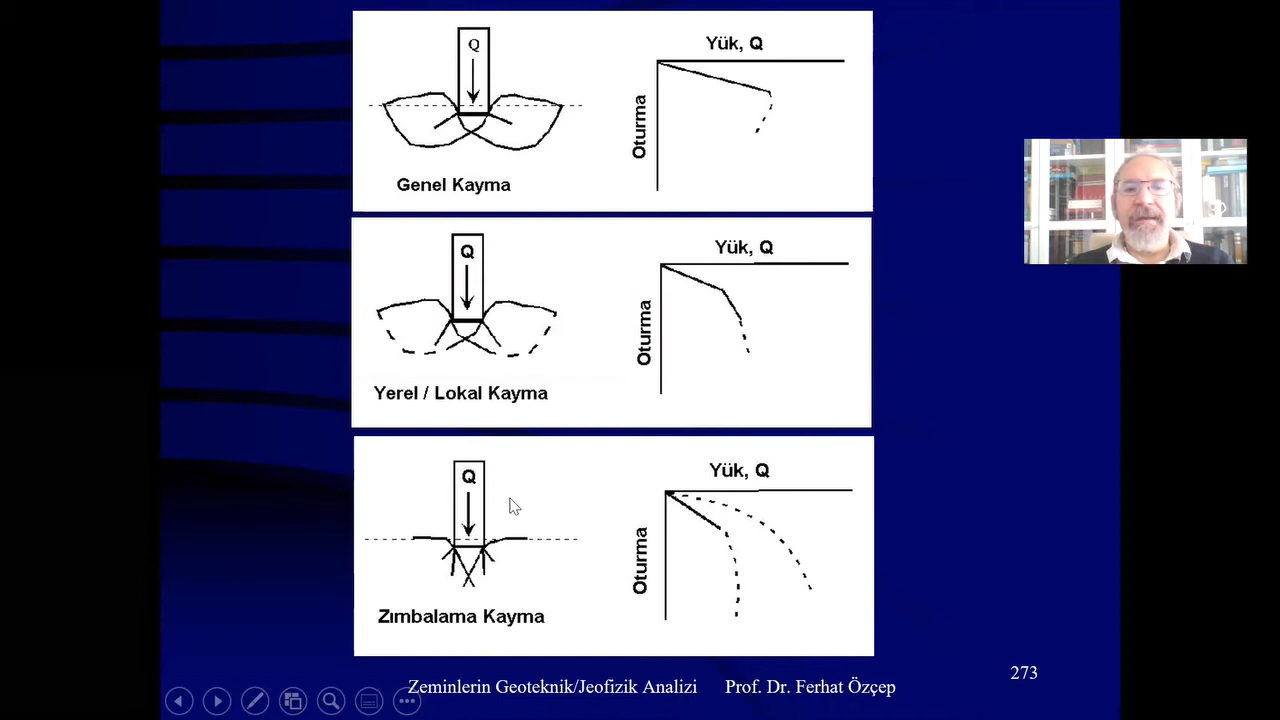 Q
Yük, Q
Oturma
Genel Kayma
Q
Yük, Q
Oturma
Yerel / Lokal Kayma
Q
Yük, Q
Oturma
Zımbalama Kayma
273
Zeminlerin Geoteknik/Jeofizik Analizi Prof. Dr. Ferhat Özçep